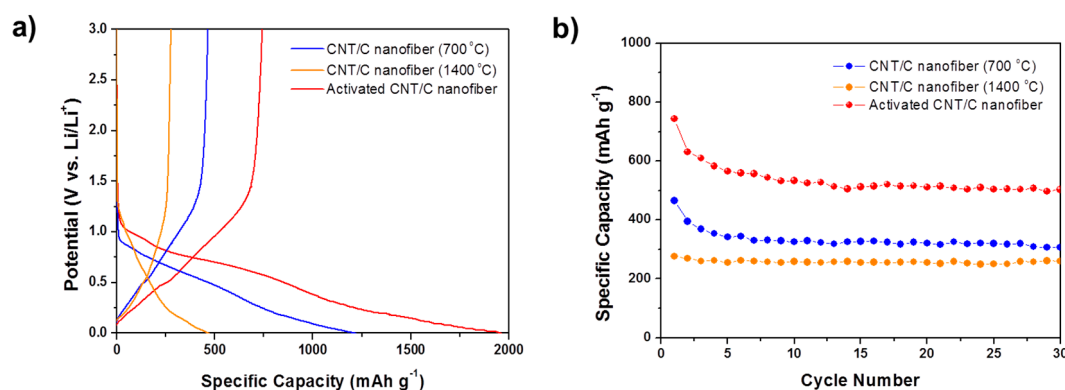 a)
3.0
2.5
2.0
1.5
1.0
0.5
0.0
Potential (V vs. Li/Li⁺)
CNT/C nanofiber (700 °C)
CNT/C nanofiber (1400 °C)
Activated CNT/C nanofiber
0 500 1000 1500 2000
Specific Capacity (mAh g⁻¹)
b)
1000
800
600
400
200
0
Specific Capacity (mAh g⁻¹)
CNT/C nanofiber (700 °C)
CNT/C nanofiber (1400 °C)
Activated CNT/C nanofiber
0 5 10 15 20 25 30
Cycle Number